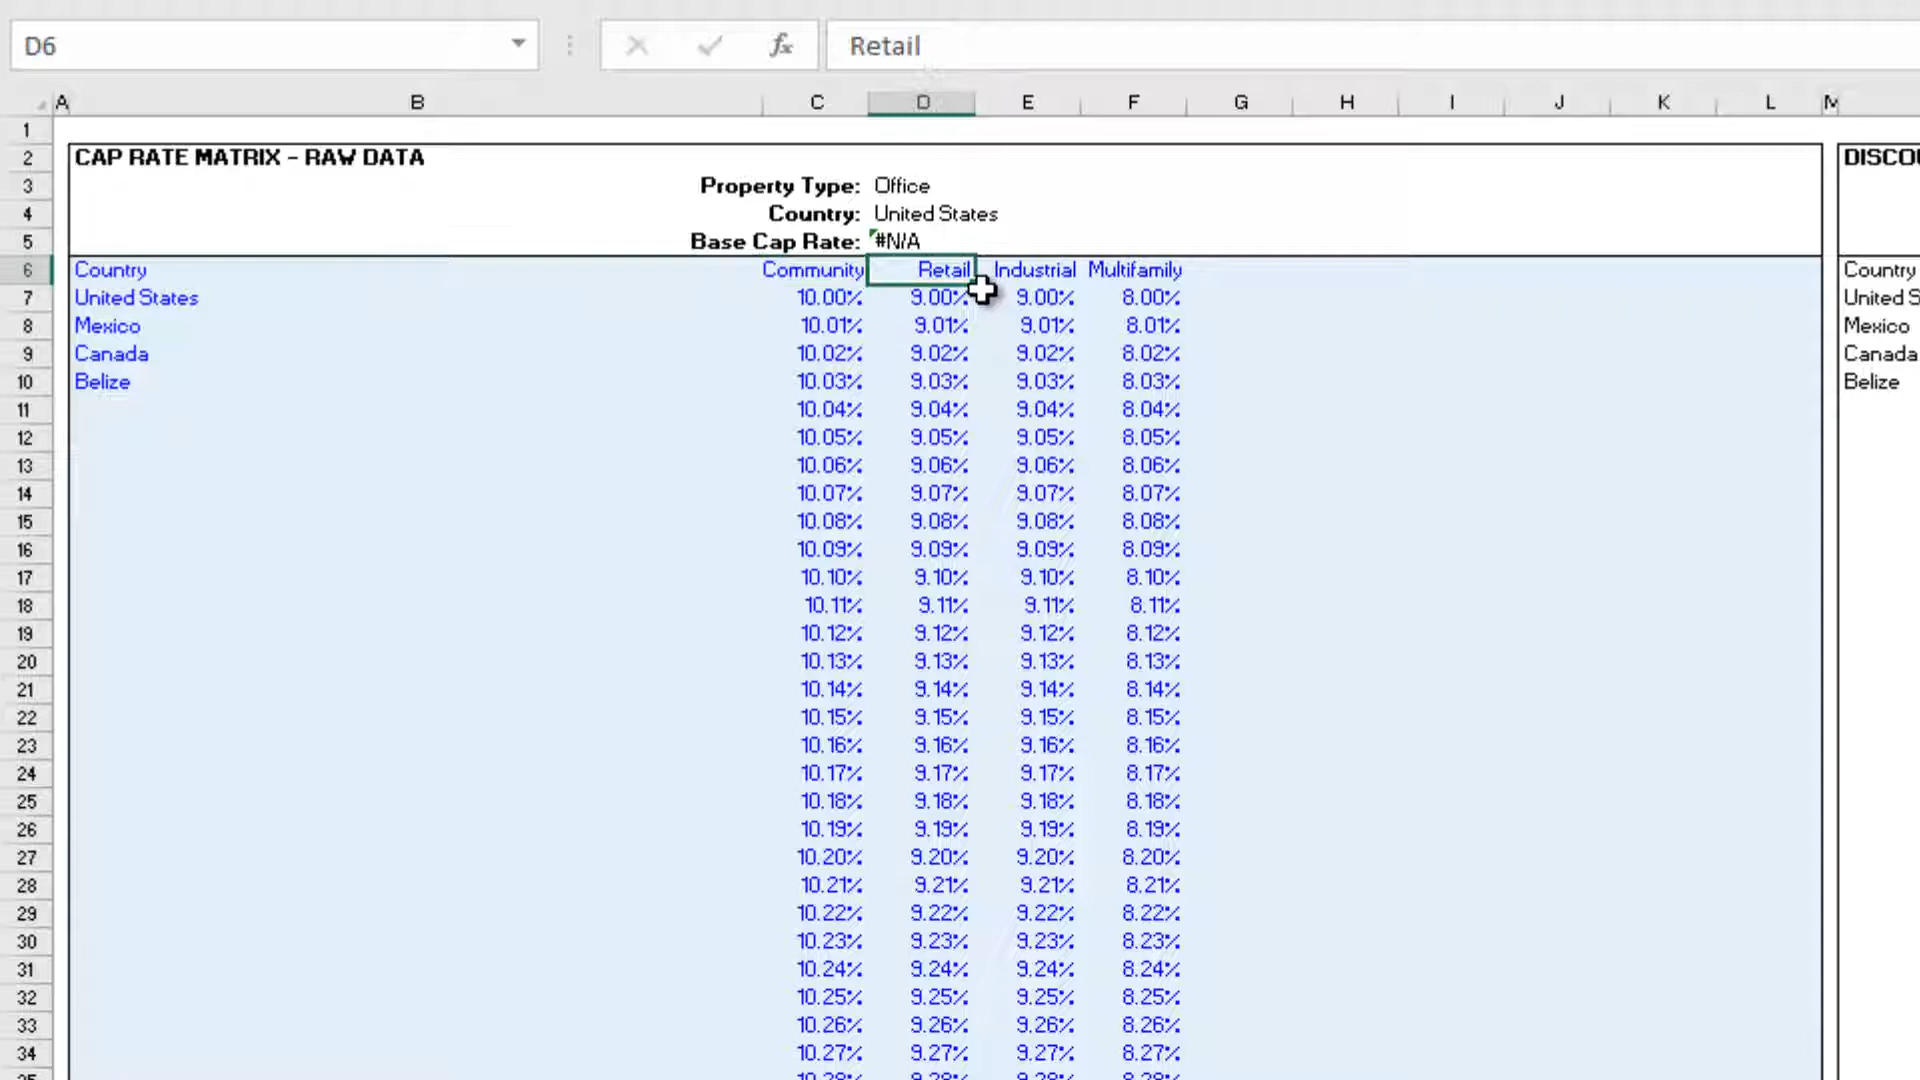 D6 fx Retail
A B C D E F G H I J K L M
1
2 CAP RATE MATRIX - RAW DATA DISCOU
3 Property Type: Office
4 Country: United States
5 Base Cap Rate: #N/A
6 Country Community Retail Industrial Multifamily Country
7 United States 10.00% 9.00% 9.00% 8.00% United S
8 Mexico 10.01% 9.01% 9.01% 8.01% Mexico
9 Canada 10.02% 9.02% 9.02% 8.02% Canada
10 Belize 10.03% 9.03% 9.03% 8.03% Belize
11 10.04% 9.04% 9.04% 8.04%
12 10.05% 9.05% 9.05% 8.05%
13 10.06% 9.06% 9.06% 8.06%
14 10.07% 9.07% 9.07% 8.07%
15 10.08% 9.08% 9.08% 8.08%
16 10.09% 9.09% 9.09% 8.09%
17 10.10% 9.10% 9.10% 8.10%
18 10.11% 9.11% 9.11% 8.11%
19 10.12% 9.12% 9.12% 8.12%
20 10.13% 9.13% 9.13% 8.13%
21 10.14% 9.14% 9.14% 8.14%
22 10.15% 9.15% 9.15% 8.15%
23 10.16% 9.16% 9.16% 8.16%
24 10.17% 9.17% 9.17% 8.17%
25 10.18% 9.18% 9.18% 8.18%
26 10.19% 9.19% 9.19% 8.19%
27 10.20% 9.20% 9.20% 8.20%
28 10.21% 9.21% 9.21% 8.21%
29 10.22% 9.22% 9.22% 8.22%
30 10.23% 9.23% 9.23% 8.23%
31 10.24% 9.24% 9.24% 8.24%
32 10.25% 9.25% 9.25% 8.25%
33 10.26% 9.26% 9.26% 8.26%
34 10.27% 9.27% 9.27% 8.27%